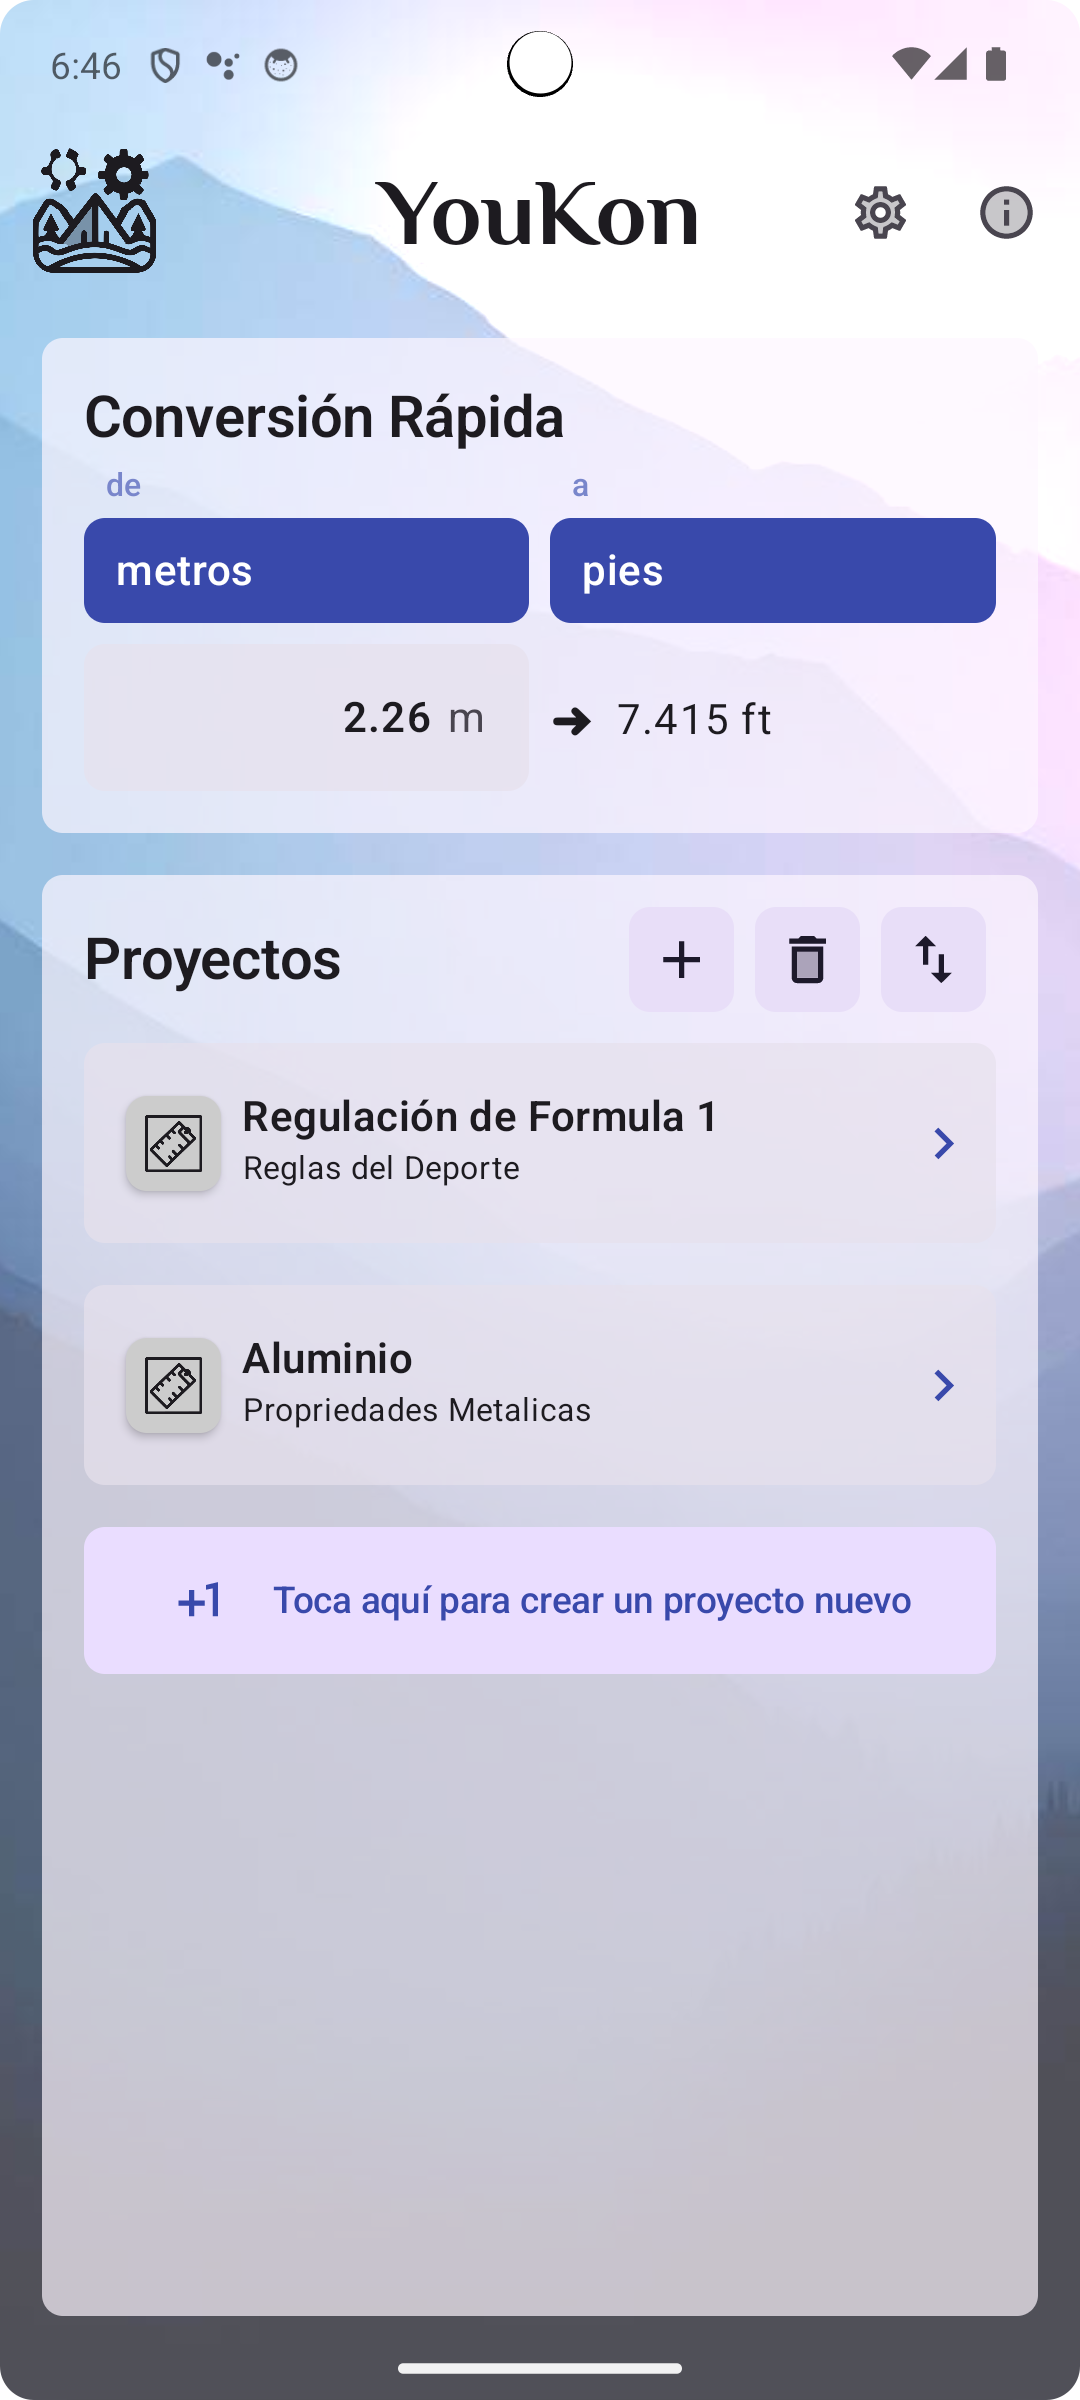 6:46
YouKon
Conversión Rápida
de a
metros pies
2.26 m → 7.415 ft
Proyectos
Regulación de Formula 1
Reglas del Deporte
Aluminio
Propriedades Metalicas
+1 Toca aquí para crear un proyecto nuevo